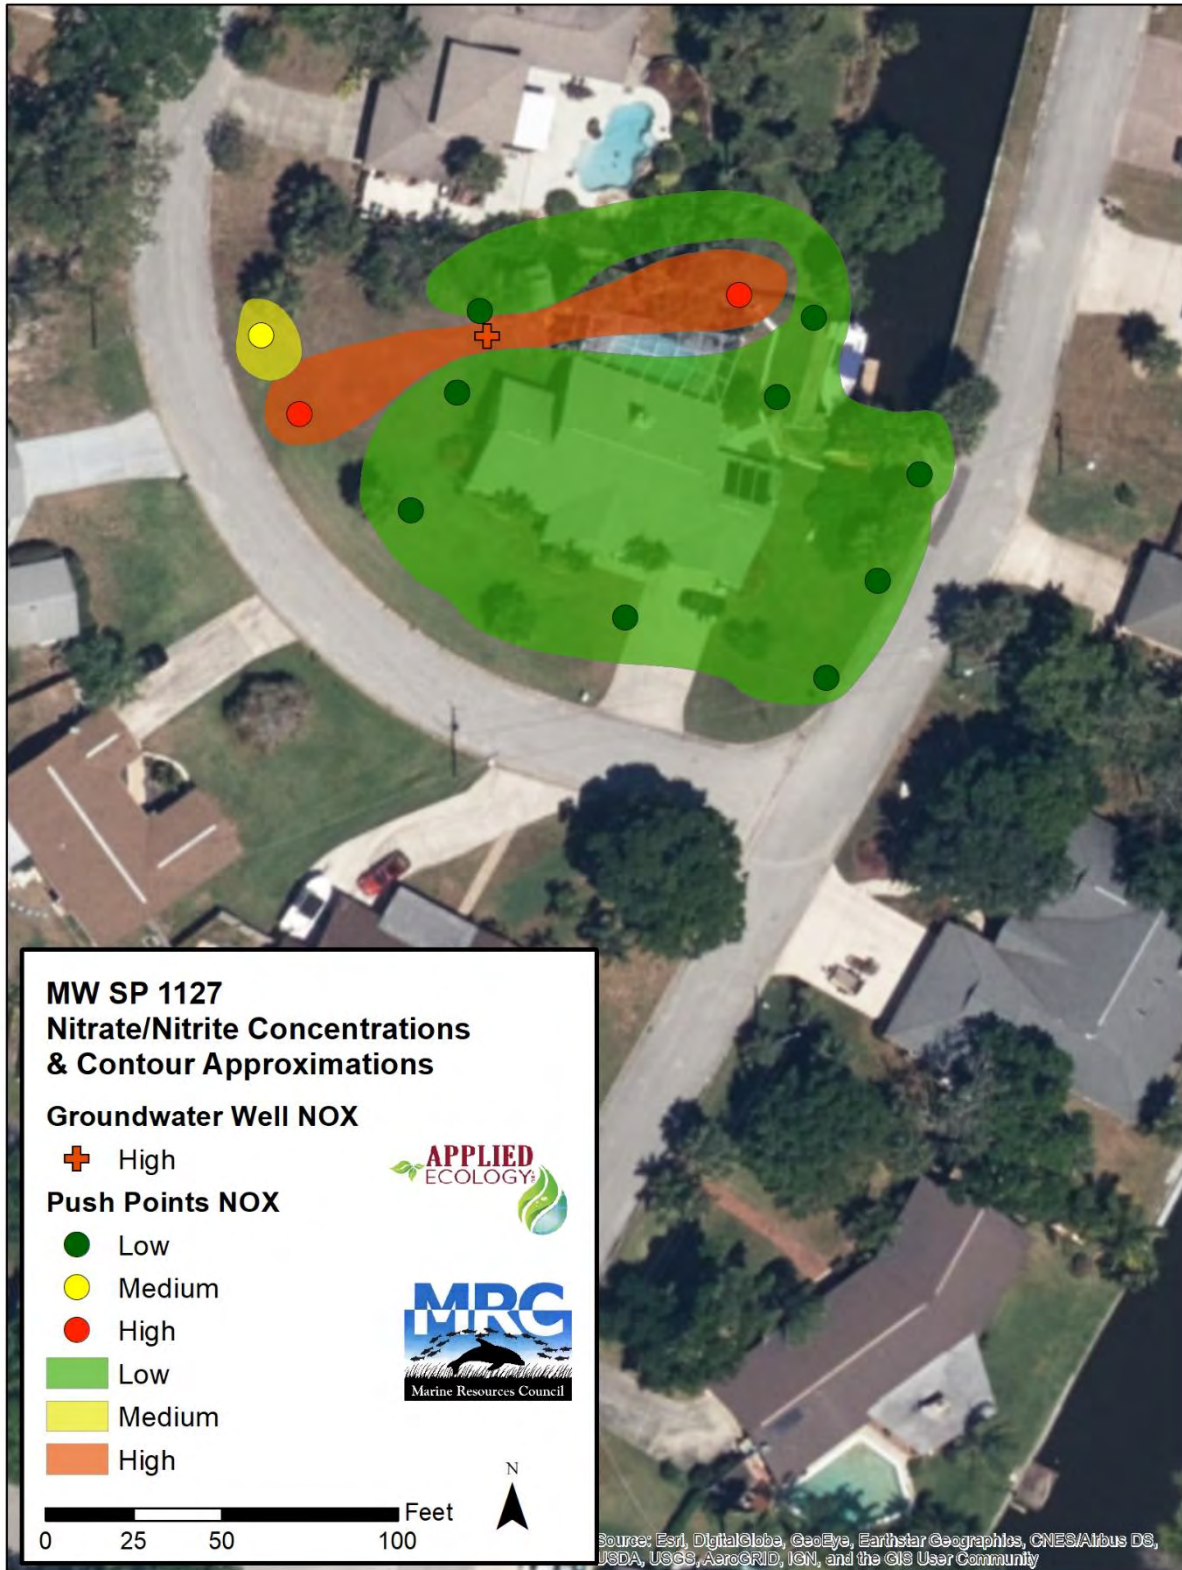 MW SP 1127
Nitrate/Nitrite Concentrations
& Contour Approximations
Groundwater Well NOX
High
Push Points NOX
Low
Medium
High
Low
Medium
High
APPLIED
ECOLOGY
MRC
Marine Resources Council
N
Feet
0 25 50 100
Source: Esri, DigitalGlobe, GeoEye, Earthstar Geographics, CNES/Airbus DS,
USDA, USGS, AeroGRID, IGN, and the GIS User Community